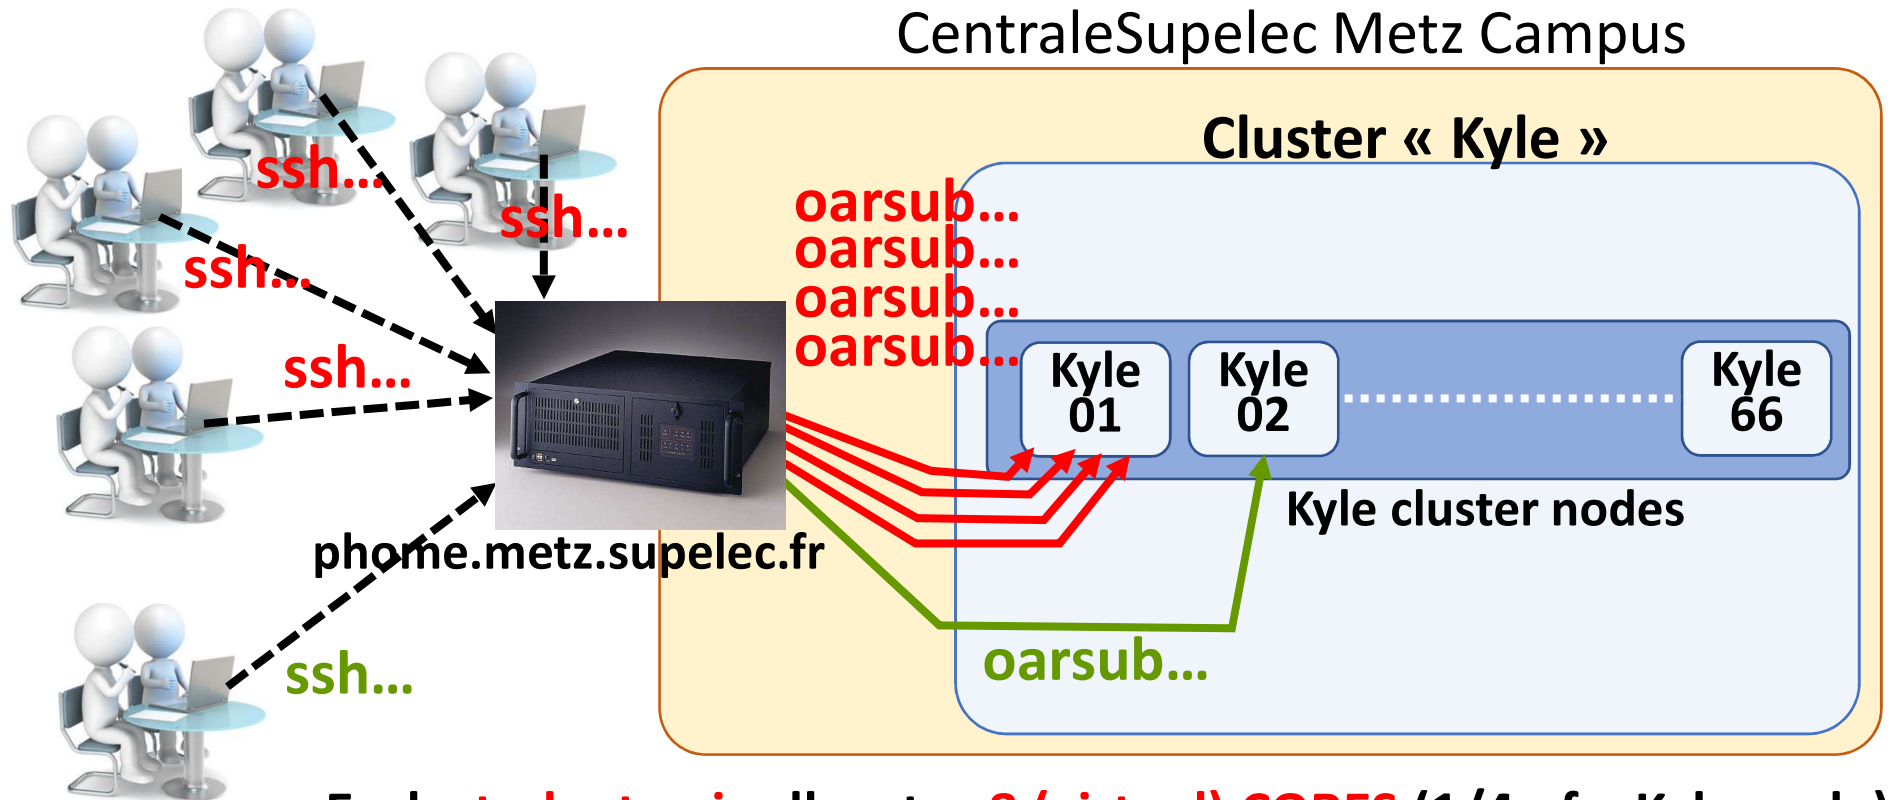 CentraleSupelec Metz Campus
Cluster « Kyle »
ssh...
ssh...
ssh...
ssh...
ssh...
oarsub...
oarsub...
oarsub...
oarsub...
Kyle
01
Kyle
02
Kyle
66
Kyle cluster nodes
phome.metz.supelec.fr
oarsub...